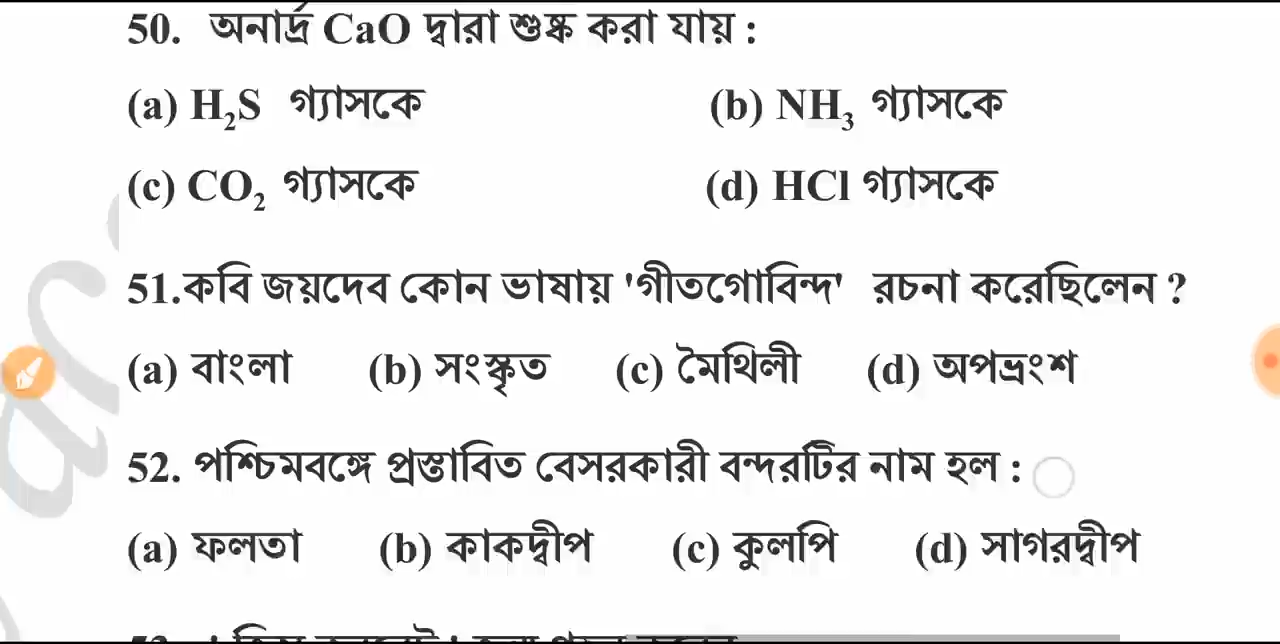 50. অনার্দ্র CaO দ্বারা শুষ্ক করা যায় :
(a) H₂S গ্যাসকে (b) NH₃ গ্যাসকে
(c) CO₂ গ্যাসকে (d) HCl গ্যাসকে
51.কবি জয়দেব কোন ভাষায় 'গীতগোবিন্দ' রচনা করেছিলেন ?
(a) বাংলা (b) সংস্কৃত (c) মৈথিলী (d) অপভ্রংশ
52. পশ্চিমবঙ্গে প্রস্তাবিত বেসরকারী বন্দরটির নাম হল :
(a) ফলতা (b) কাকদ্বীপ (c) কুলপি (d) সাগরদ্বীপ